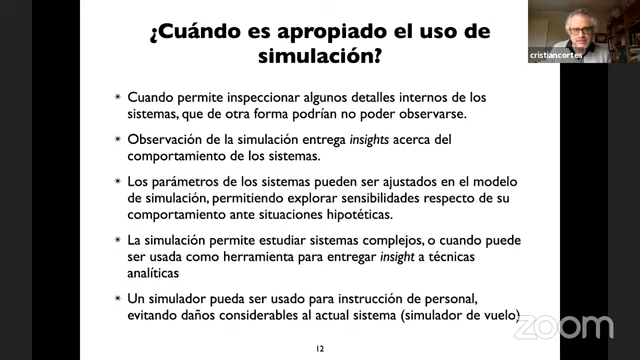 ¿Cuándo es apropiado el uso de
simulación?
cristiancortes
* Cuando permite inspeccionar algunos detalles internos de los
sistemas, que de otra forma podrían no poder observarse.
* Observación de la simulación entrega insights acerca del
comportamiento de los sistemas.
* Los parámetros de los sistemas pueden ser ajustados en el modelo
de simulación, permitiendo explorar sensibilidades respecto de su
comportamiento ante situaciones hipotéticas.
* La simulación permite estudiar sistemas complejos, o cuando puede
ser usada como herramienta para entregar insight a técnicas
analíticas
* Un simulador pueda ser usado para instrucción de personal,
evitando daños considerables al actual sistema (simulador de vuelo)
zoom
12